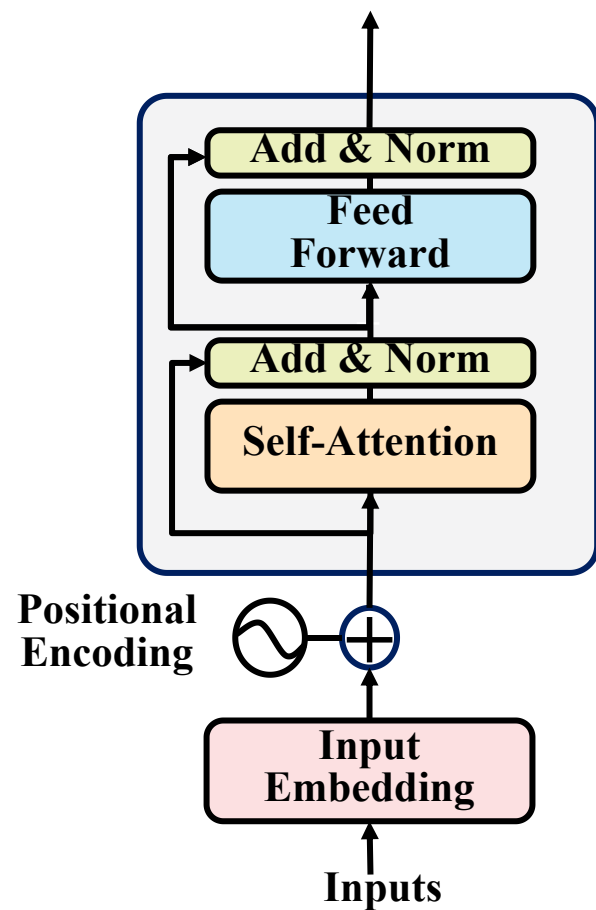 Add & Norm
Feed
Forward
Add & Norm
Self-Attention
Positional
Encoding
Input
Embedding
Inputs